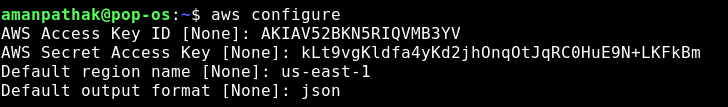 amanpathak@pop-os:~$ aws configure
AWS Access Key ID [None]: AKIAV52BKN5RIQVMB3YV
AWS Secret Access Key [None]: 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
Default region name [None]: us-east-1
Default output format [None]: json